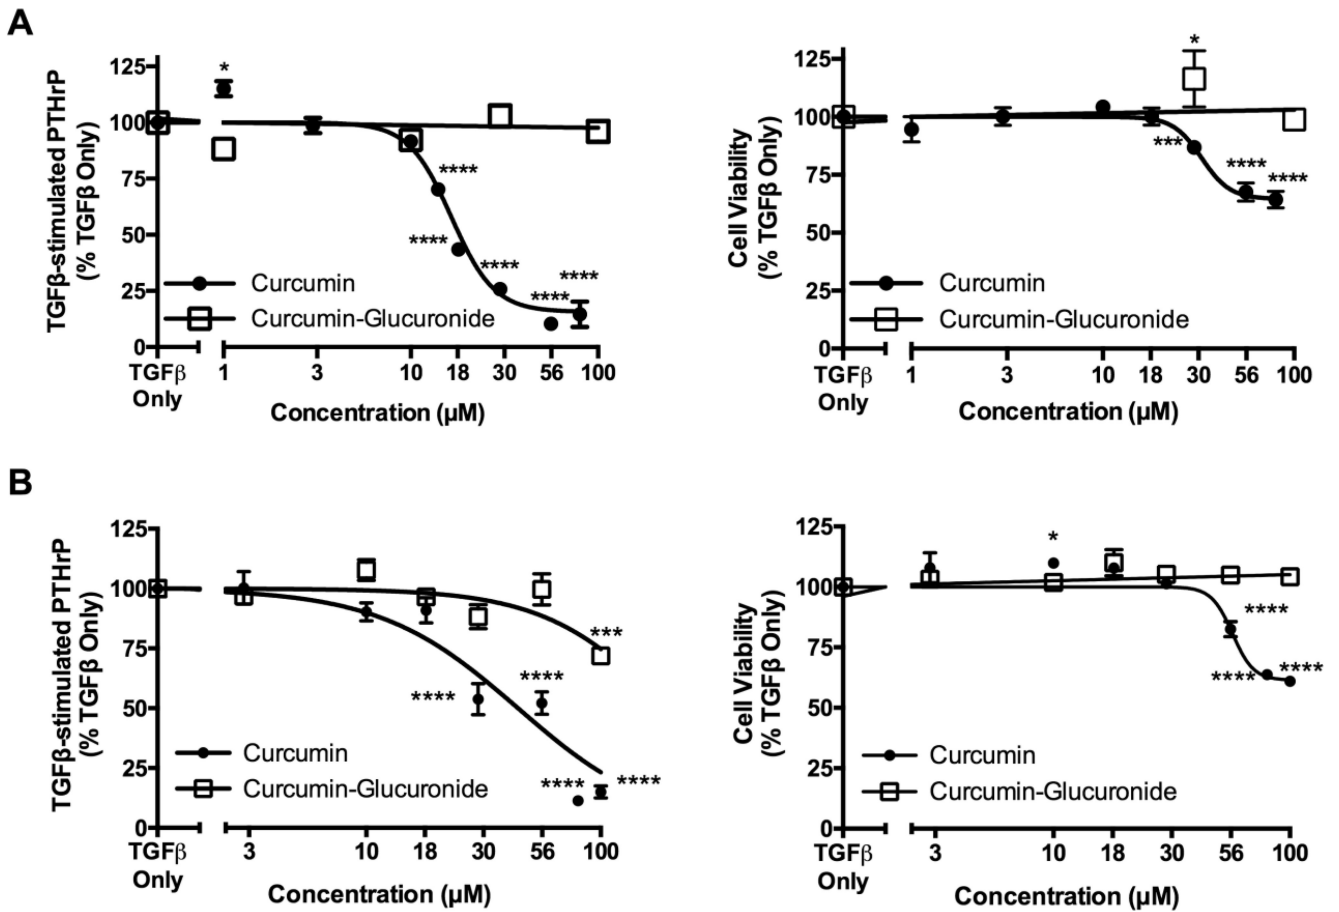 A
TGFβ-stimulated PTHrP
(% TGFβ Only)
125
100
75
50
25
0
*
****
****
****
****
****
Curcumin
Curcumin-Glucuronide
TGFβ
Only
1 3 10 18 30 56 100
Concentration (µM)
Cell Viability
(% TGFβ Only)
125
100
75
50
25
0
*
***
****
****
Curcumin
Curcumin-Glucuronide
TGFβ
Only
1 3 10 18 30 56 100
Concentration (µM)
B
TGFβ-stimulated PTHrP
(% TGFβ Only)
125
100
75
50
25
0
***
****
****
****
****
Curcumin
Curcumin-Glucuronide
TGFβ
Only
3 10 18 30 56 100
Concentration (µM)
Cell Viability
(% TGFβ Only)
125
100
75
50
25
0
*
****
****
****
Curcumin
Curcumin-Glucuronide
TGFβ
Only
3 10 18 30 56 100
Concentration (µM)